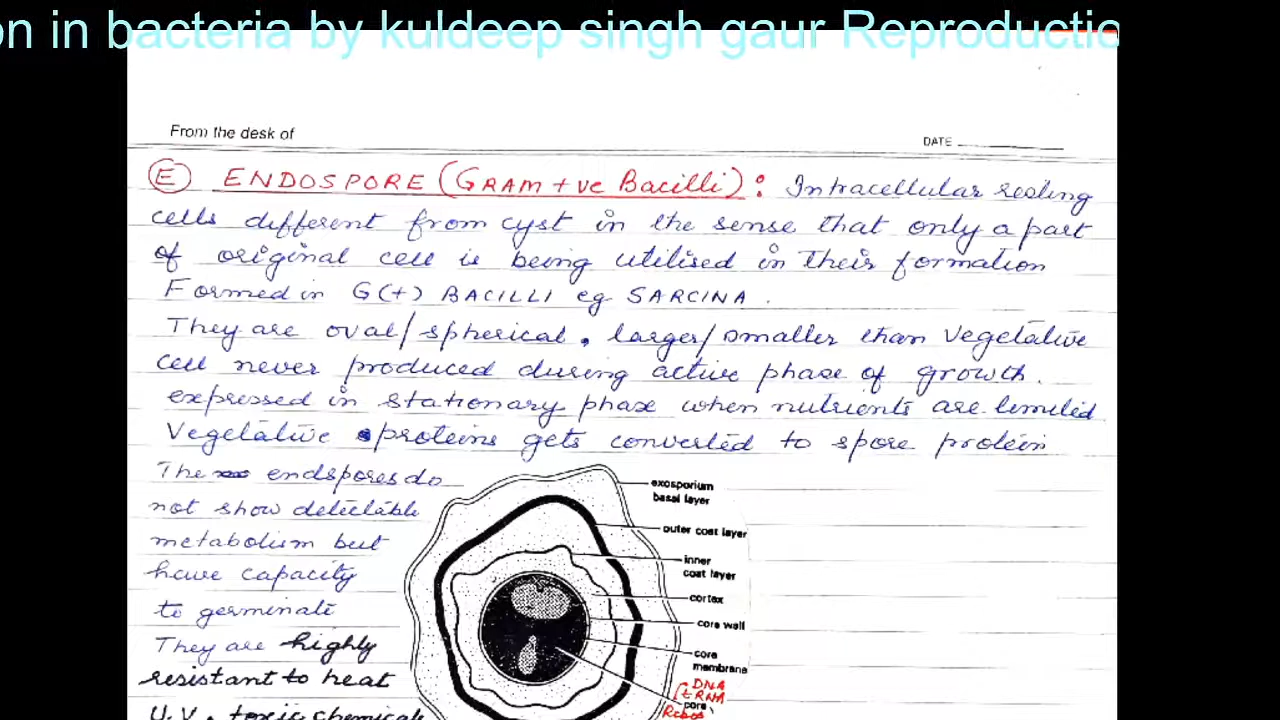 on in bacteria by kuldeep singh gaur Reproductio
From the desk of
DATE
E ENDOSPORE (GRAM +ve Bacilli) : Intracellular resting
cells different from cyst in the sense that only a part
of original cell is being utilised in their formation
Formed in G(+) BACILLI eg SARCINA .
They are oval/spherical . larger/smaller than vegetative
cell never produced during active phase of growth .
expressed in stationary phase when nutrients are limited
Vegetative proteins gets converted to spore protein
The endspores do
not show detectable
metabolism but
have capacity
to germinate
They are highly
resistant to heat
U.V. toxic chemicals
exosporium
basal layer
outer coat layer
inner
coat layer
cortex
core wall
core
membrane
DNA
t RNA
core
Ribos